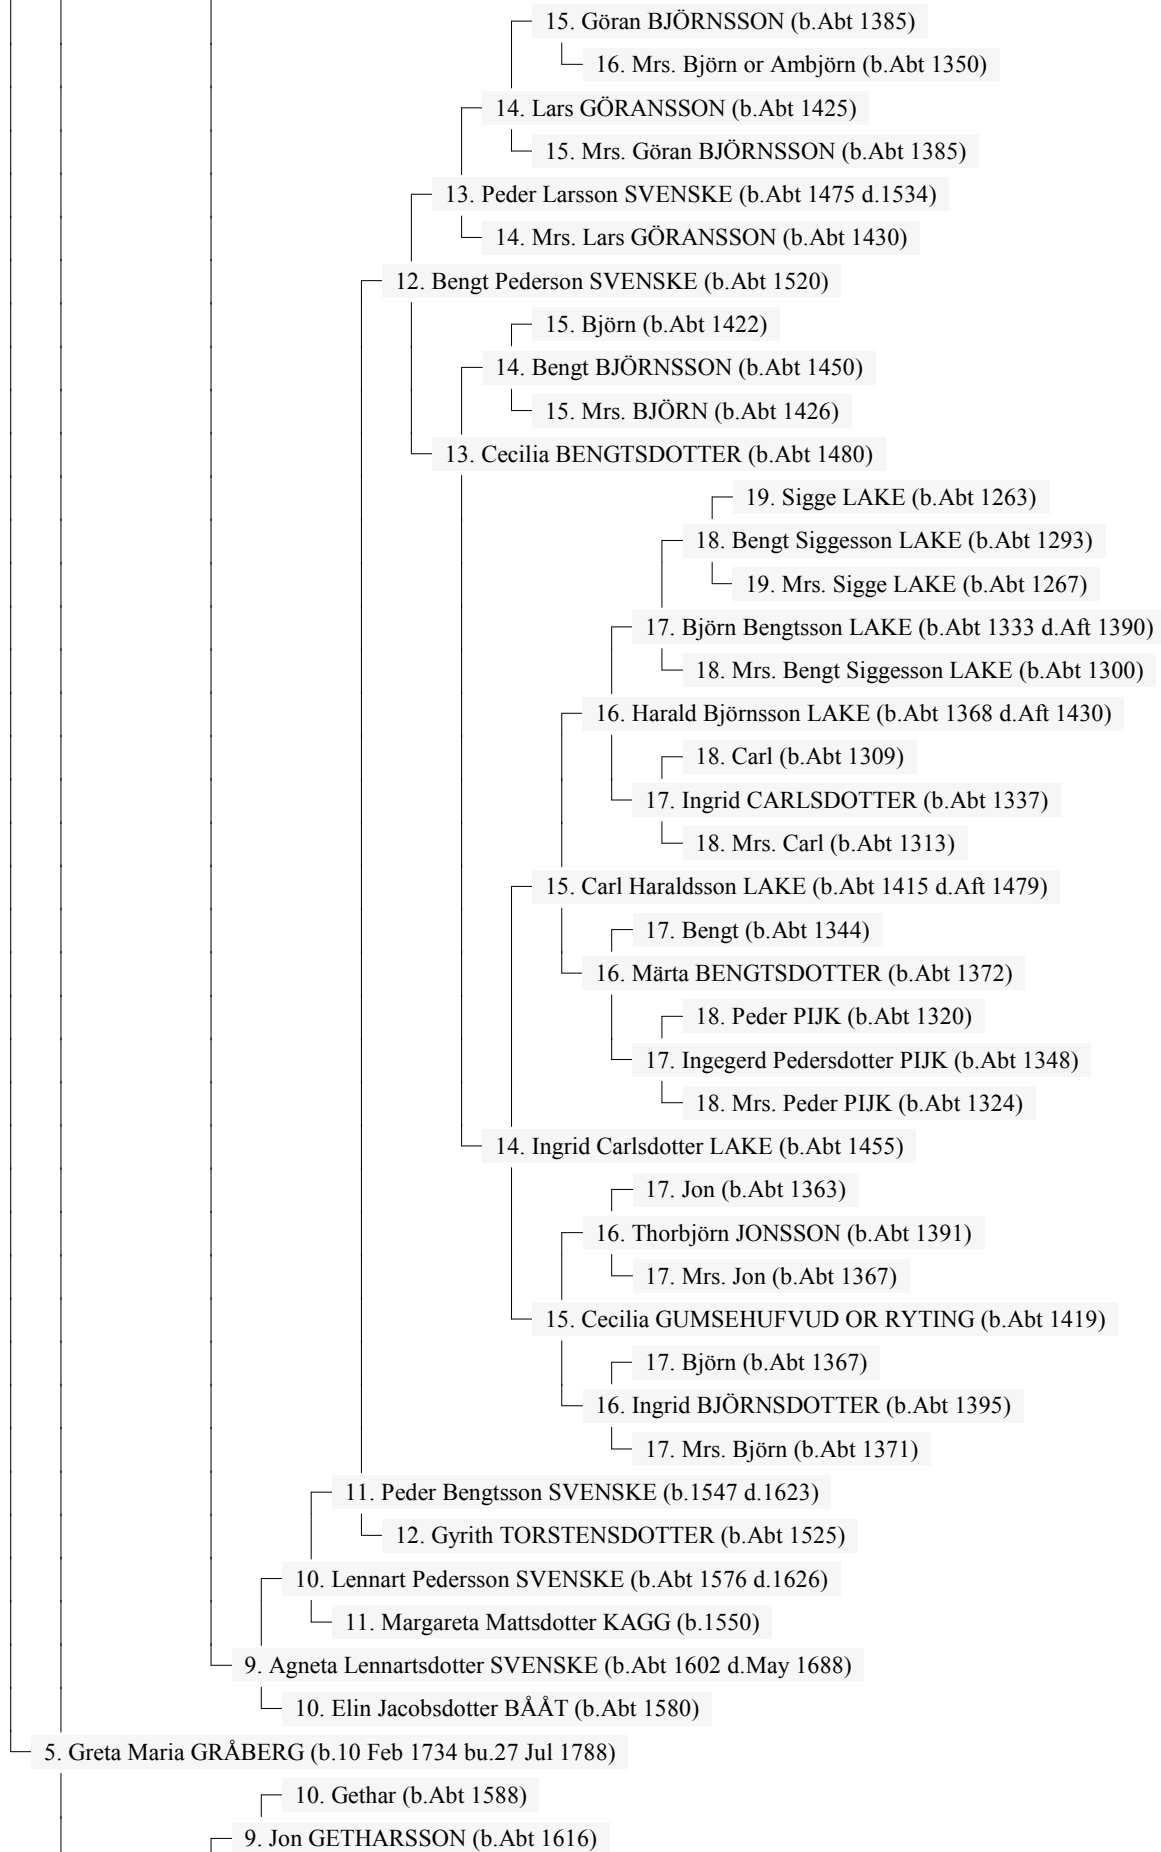 15. Göran BJÖRNSSON (b.Abt 1385)
16. Mrs. Björn or Ambjörn (b.Abt 1350)
14. Lars GÖRANSSON (b.Abt 1425)
15. Mrs. Göran BJÖRNSSON (b.Abt 1385)
13. Peder Larsson SVENSKE (b.Abt 1475 d.1534)
14. Mrs. Lars GÖRANSSON (b.Abt 1430)
12. Bengt Pederson SVENSKE (b.Abt 1520)
15. Björn (b.Abt 1422)
14. Bengt BJÖRNSSON (b.Abt 1450)
15. Mrs. BJÖRN (b.Abt 1426)
13. Cecilia BENGTSDOTTER (b.Abt 1480)
19. Sigge LAKE (b.Abt 1263)
18. Bengt Siggesson LAKE (b.Abt 1293)
19. Mrs. Sigge LAKE (b.Abt 1267)
17. Björn Bengtsson LAKE (b.Abt 1333 d.Aft 1390)
18. Mrs. Bengt Siggesson LAKE (b.Abt 1300)
16. Harald Björnsson LAKE (b.Abt 1368 d.Aft 1430)
18. Carl (b.Abt 1309)
17. Ingrid CARLSDOTTER (b.Abt 1337)
18. Mrs. Carl (b.Abt 1313)
15. Carl Haraldsson LAKE (b.Abt 1415 d.Aft 1479)
17. Bengt (b.Abt 1344)
16. Märta BENGTSDOTTER (b.Abt 1372)
18. Peder PIJK (b.Abt 1320)
17. Ingegerd Pedersdotter PIJK (b.Abt 1348)
18. Mrs. Peder PIJK (b.Abt 1324)
14. Ingrid Carlsdotter LAKE (b.Abt 1455)
17. Jon (b.Abt 1363)
16. Thorbjörn JONSSON (b.Abt 1391)
17. Mrs. Jon (b.Abt 1367)
15. Cecilia GUMSEHUFVUD OR RYTING (b.Abt 1419)
17. Björn (b.Abt 1367)
16. Ingrid BJÖRNSDOTTER (b.Abt 1395)
17. Mrs. Björn (b.Abt 1371)
11. Peder Bengtsson SVENSKE (b.1547 d.1623)
12. Gyrith TORSTENSDOTTER (b.Abt 1525)
10. Lennart Pedersson SVENSKE (b.Abt 1576 d.1626)
11. Margareta Mattsdotter KAGG (b.1550)
9. Agneta Lennartsdotter SVENSKE (b.Abt 1602 d.May 1688)
10. Elin Jacobsdotter BÅÅT (b.Abt 1580)
5. Greta Maria GRÅBERG (b.10 Feb 1734 bu.27 Jul 1788)
10. Gethar (b.Abt 1588)
9. Jon GETHARSSON (b.Abt 1616)